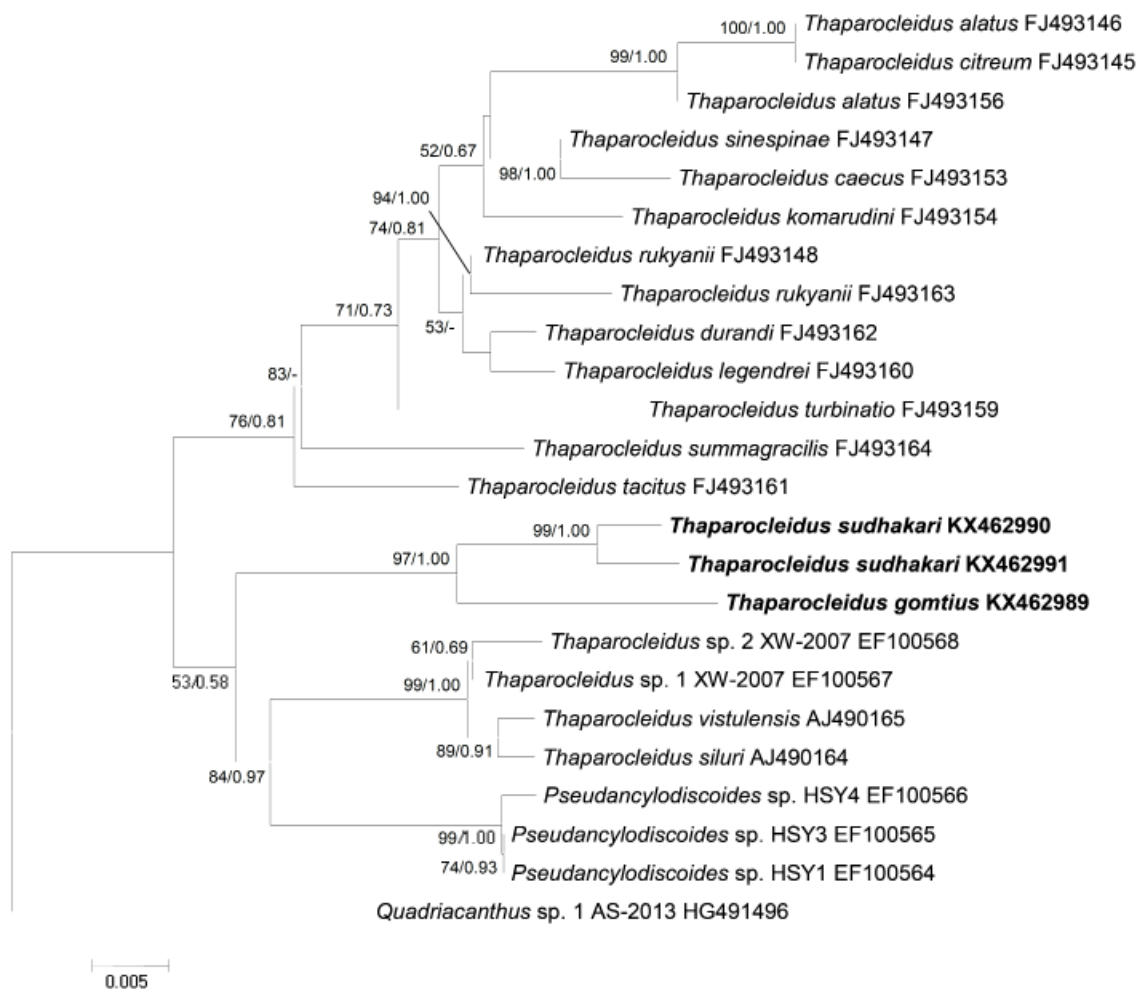 100/1.00
Thaparocleidus alatus FJ493146
99/1.00
Thaparocleidus citreum FJ493145
Thaparocleidus alatus FJ493156
52/0.67
Thaparocleidus sinespinae FJ493147
98/1.00
Thaparocleidus caecus FJ493153
94/1.00
Thaparocleidus komarudini FJ493154
74/0.81
Thaparocleidus rukyanii FJ493148
Thaparocleidus rukyanii FJ493163
71/0.73
53/-
Thaparocleidus durandi FJ493162
Thaparocleidus legendrei FJ493160
83/-
Thaparocleidus turbinatio FJ493159
76/0.81
Thaparocleidus summagracilis FJ493164
Thaparocleidus tacitus FJ493161
99/1.00
Thaparocleidus sudhakari KX462990
97/1.00
Thaparocleidus sudhakari KX462991
Thaparocleidus gomtius KX462989
61/0.69
Thaparocleidus sp. 2 XW-2007 EF100568
53/0.58
99/1.00
Thaparocleidus sp. 1 XW-2007 EF100567
Thaparocleidus vistulensis AJ490165
89/0.91
Thaparocleidus siluri AJ490164
84/0.97
Pseudancylodiscoides sp. HSY4 EF100566
99/1.00
Pseudancylodiscoides sp. HSY3 EF100565
74/0.93
Pseudancylodiscoides sp. HSY1 EF100564
Quadriacanthus sp. 1 AS-2013 HG491496
0.005